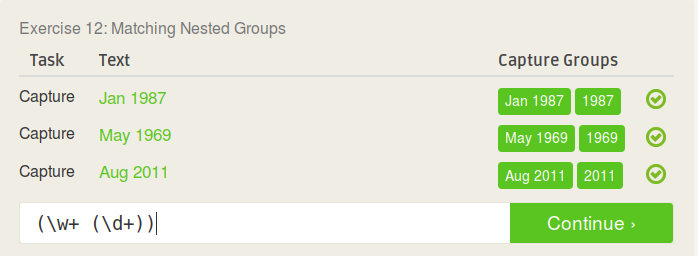 Exercise 12: Matching Nested Groups
Task Text Capture Groups
Capture Jan 1987 Jan 1987 1987
Capture May 1969 May 1969 1969
Capture Aug 2011 Aug 2011 2011
(\w+ (\d+)) Continue ›